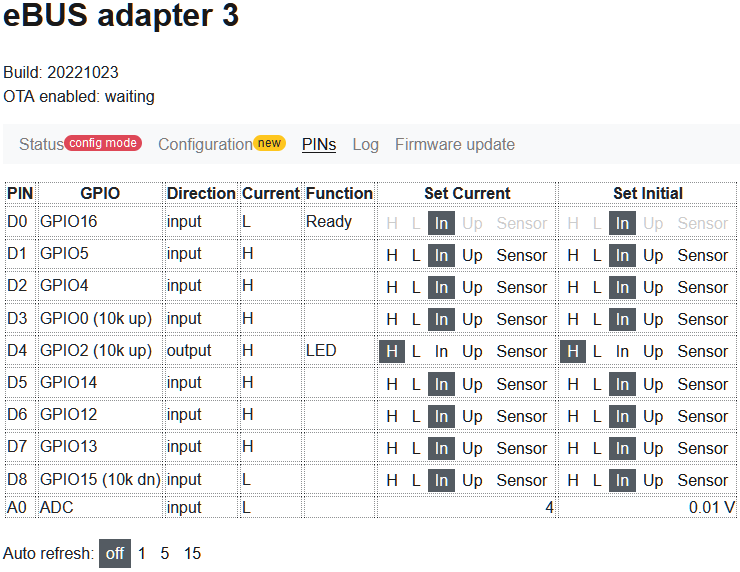 eBUS adapter 3
Build: 20221023
OTA enabled: waiting
Status config mode Configuration new PINs Log Firmware update
PIN GPIO Direction Current Function Set Current Set Initial
D0 GPIO16 input L Ready H L In Up Sensor H L In Up Sensor
D1 GPIO5 input H H L In Up Sensor H L In Up Sensor
D2 GPIO4 input H H L In Up Sensor H L In Up Sensor
D3 GPIO0 (10k up) input H H L In Up Sensor H L In Up Sensor
D4 GPIO2 (10k up) output H LED H L In Up Sensor H L In Up Sensor
D5 GPIO14 input H H L In Up Sensor H L In Up Sensor
D6 GPIO12 input H H L In Up Sensor H L In Up Sensor
D7 GPIO13 input H H L In Up Sensor H L In Up Sensor
D8 GPIO15 (10k dn) input L H L In Up Sensor H L In Up Sensor
A0 ADC input L 4 0.01 V
Auto refresh: off 1 5 15